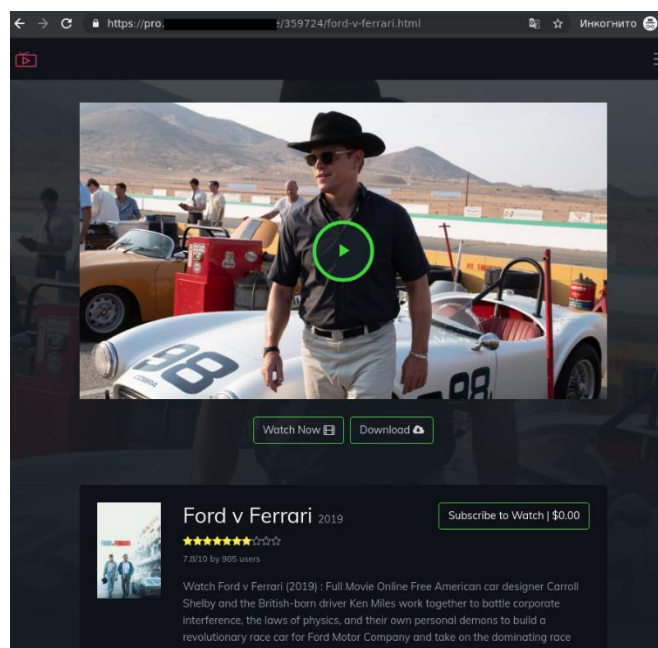 https://pro. :/359724/ford-v-ferrari.html
Инкогнито
98
COBRA
98
Watch Now
Download
Ford v Ferrari 2019
Subscribe to Watch | $0.00
7.8/10 by 985 users
Watch Ford v Ferrari (2019) : Full Movie Online Free American car designer Carroll
Shelby and the British-born driver Ken Miles work together to battle corporate
interference, the laws of physics, and their own personal demons to build a
revolutionary race car for Ford Motor Company and take on the dominating race